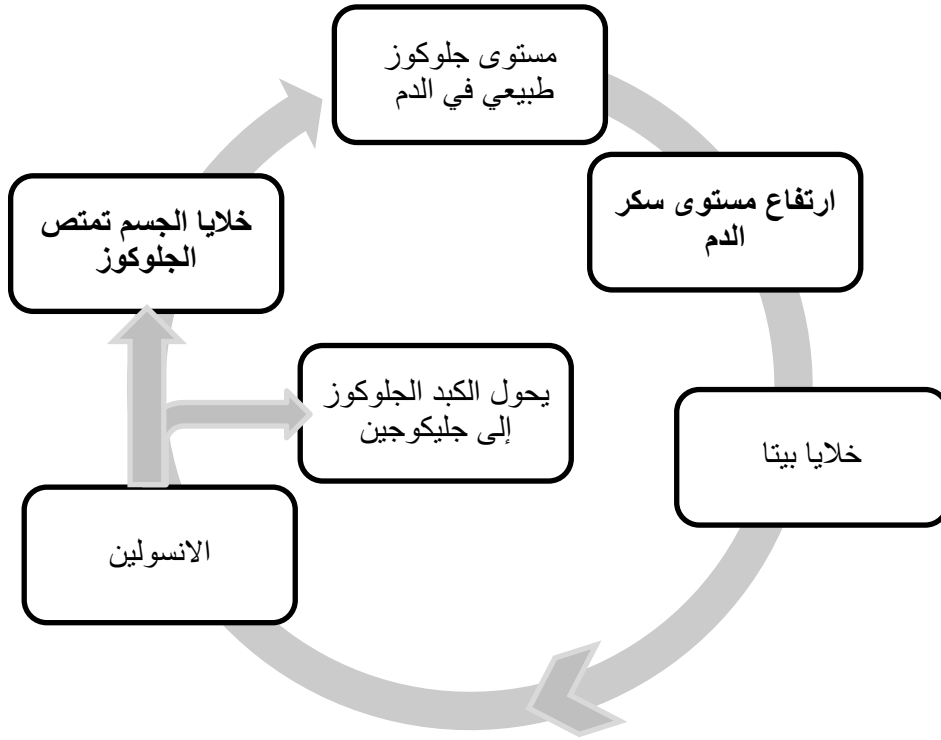 مستوى جلوكوز
طبيعي في الدم
ارتفاع مستوى سكر
الدم
خلايا بيتا
الانسولين
يحول الكبد الجلوكوز
إلى جليكوجين
خلايا الجسم تمتص
الجلوكوز